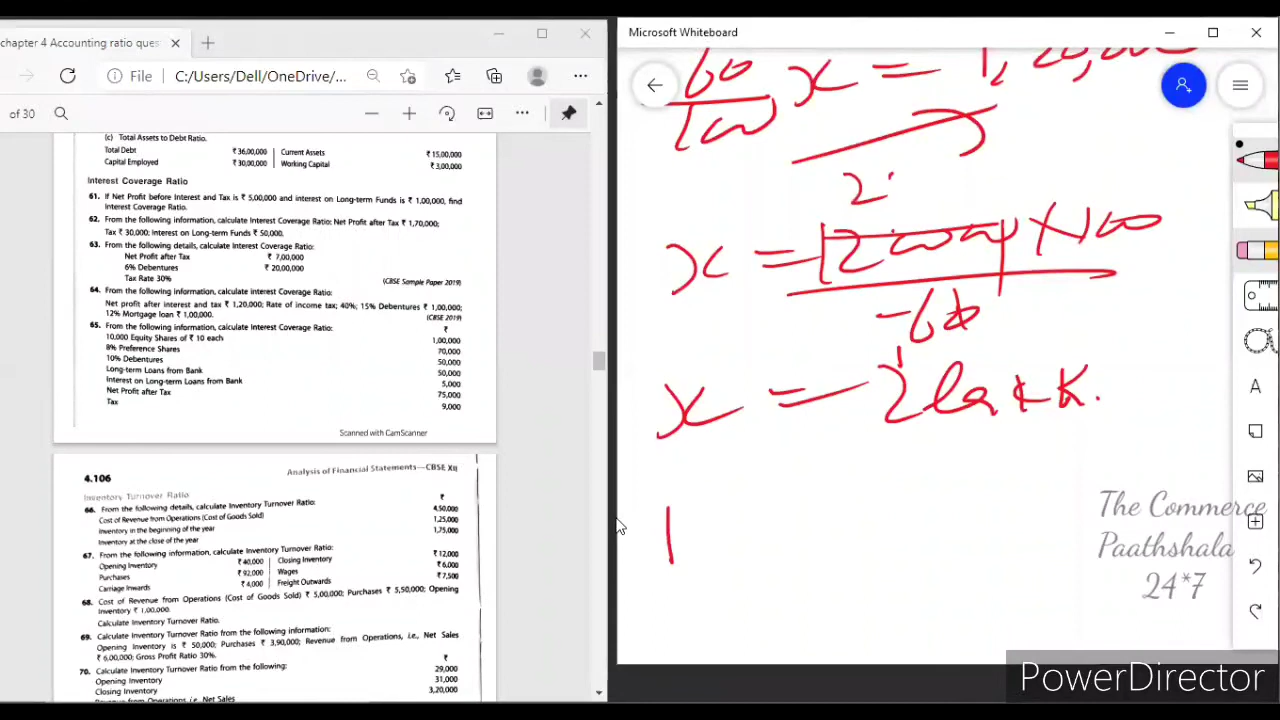 chapter 4 Accounting ratio ques
File C:/Users/Dell/OneDrive/...
of 30
(c) Total Assets to Debt Ratio.
Total Debt ₹ 36,00,000 Current Assets ₹ 15,00,000
Capital Employed ₹ 30,00,000 Working Capital ₹ 3,00,000
Interest Coverage Ratio
61. If Net Profit before Interest and Tax is ₹ 5,00,000 and interest on Long-term Funds is ₹ 1,00,000, find
Interest Coverage Ratio.
62. From the following information, calculate Interest Coverage Ratio: Net Profit after Tax ₹ 1,70,000;
Tax ₹ 30,000; Interest on Long-term Funds ₹ 50,000.
63. From the following details, calculate Interest Coverage Ratio:
Net Profit after Tax ₹ 7,00,000
6% Debentures ₹ 20,00,000
Tax Rate 30% (CBSE Sample Paper 2019)
64. From the following information, calculate Interest Coverage Ratio:
Net profit after interest and tax ₹ 1,20,000; Rate of income tax; 40%; 15% Debentures ₹ 1,00,000;
12% Mortgage loan ₹ 1,00,000. (CBSE 2019)
65. From the following information, calculate Interest Coverage Ratio: ₹
10,000 Equity Shares of ₹ 10 each 1,00,000
8% Preference Shares 70,000
10% Debentures 50,000
Long-term Loans from Bank 50,000
Interest on Long-term Loans from Bank 5,000
Net Profit after Tax 75,000
Tax 9,000
Scanned with CamScanner
4.106 Analysis of Financial Statements—CBSE XII
Inventory Turnover Ratio
66. From the following details, calculate Inventory Turnover Ratio: ₹
Cost of Revenue from Operations (Cost of Goods Sold) 4,50,000
Inventory in the beginning of the year 1,25,000
Inventory at the close of the year 1,75,000
67. From the following information, calculate Inventory Turnover Ratio:
Opening Inventory ₹ 40,000 Closing Inventory ₹ 12,000
Purchases ₹ 92,000 Wages ₹ 6,000
Carriage Inwards ₹ 4,000 Freight Outwards ₹ 7,500
68. Cost of Revenue from Operations (Cost of Goods Sold) ₹ 5,00,000; Purchases ₹ 5,50,000; Opening
Inventory ₹ 1,00,000.
Calculate Inventory Turnover Ratio.
69. Calculate Inventory Turnover Ratio from the following information:
Opening Inventory is ₹ 50,000; Purchases ₹ 3,90,000; Revenue from Operations, i.e., Net Sales
₹ 6,00,000; Gross Profit Ratio 30%.
70. Calculate Inventory Turnover Ratio from the following: ₹
Opening Inventory 29,000
Closing Inventory 31,000
Revenue from Operations i.e. Net Sales 3,20,000
Microsoft Whiteboard
60
100
x =
2
x = 120000 × 100
60
x = 2 lakh.
The Commerce
Paathshala
24*7
PowerDirector